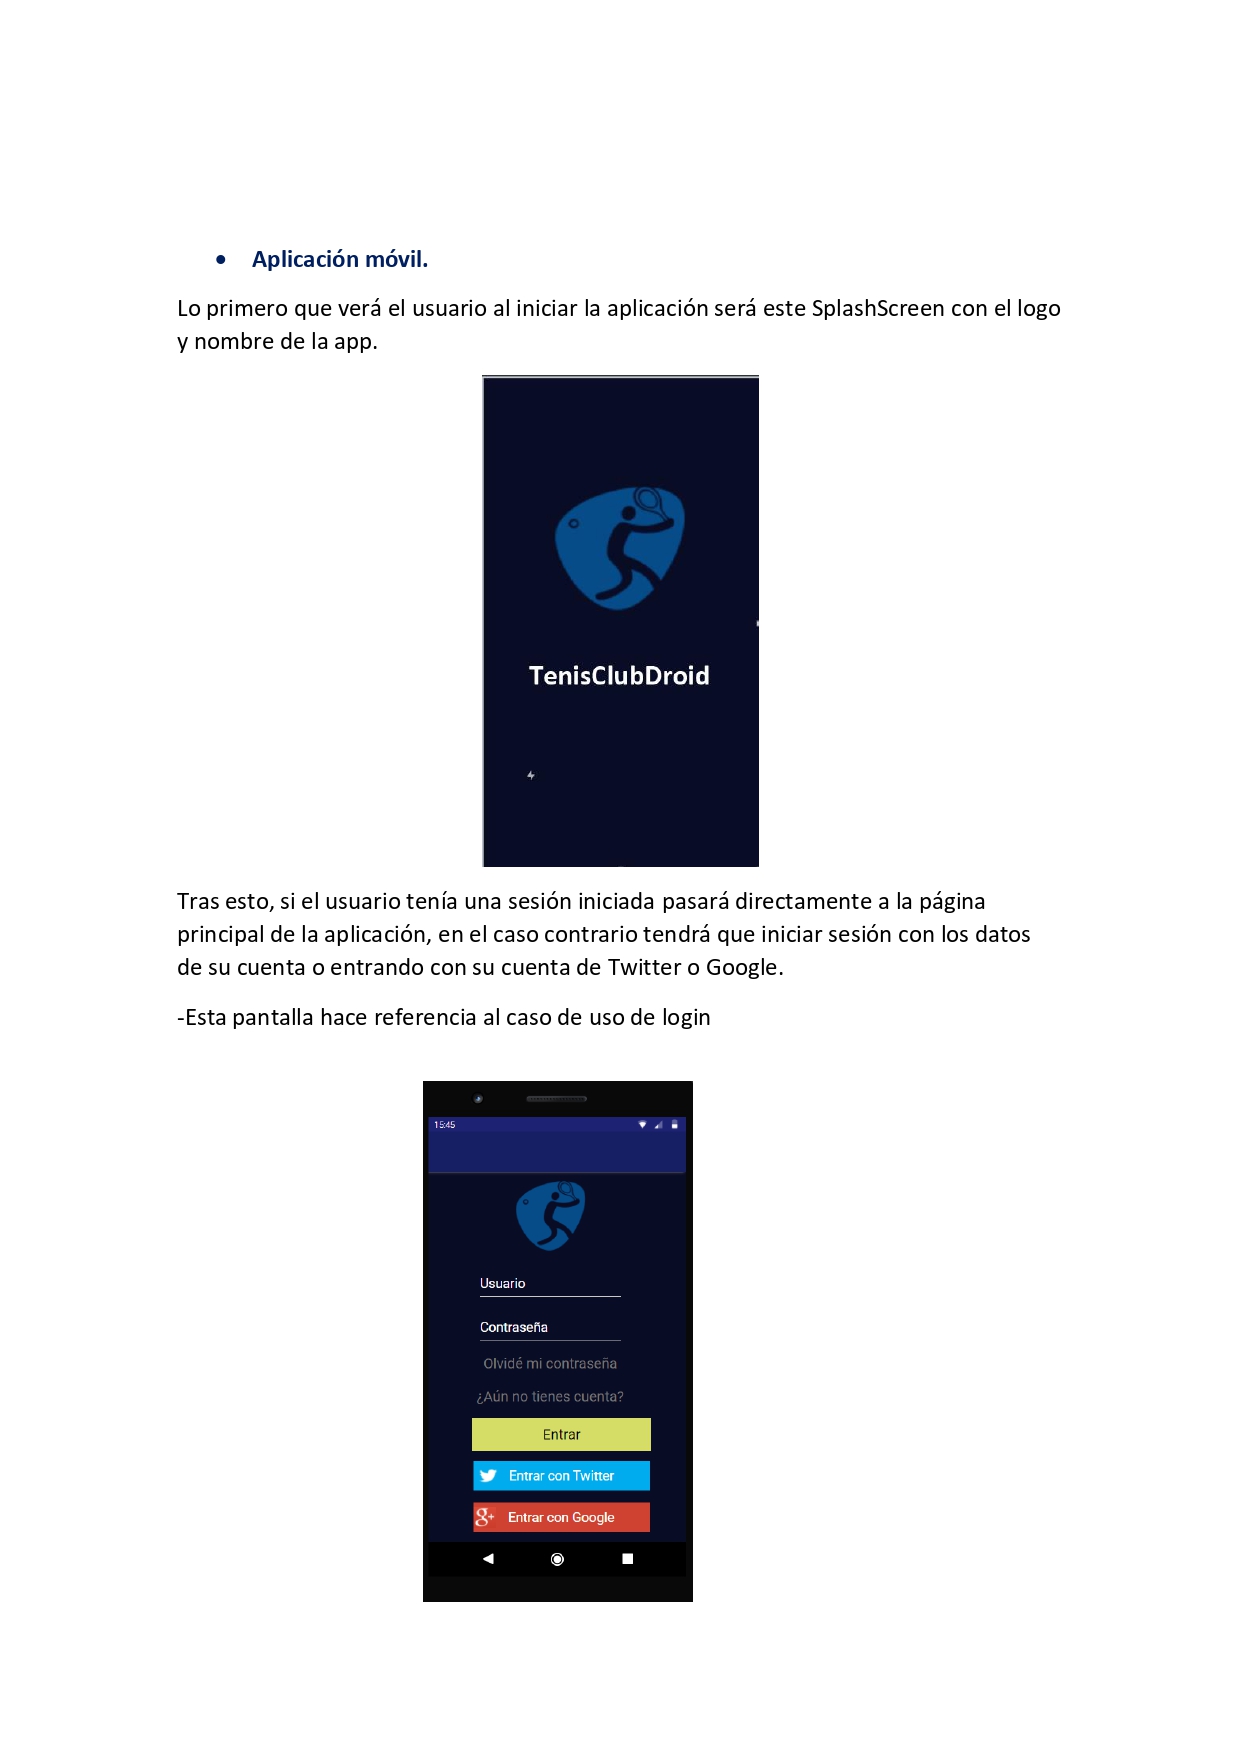 • Aplicación móvil.
Lo primero que verá el usuario al iniciar la aplicación será este SplashScreen con el logo
y nombre de la app.
TenisClubDroid
Tras esto, si el usuario tenía una sesión iniciada pasará directamente a la página
principal de la aplicación, en el caso contrario tendrá que iniciar sesión con los datos
de su cuenta o entrando con su cuenta de Twitter o Google.
-Esta pantalla hace referencia al caso de uso de login
15:45
Usuario
Contraseña
Olvidé mi contraseña
¿Aún no tienes cuenta?
Entrar
Entrar con Twitter
g+ Entrar con Google